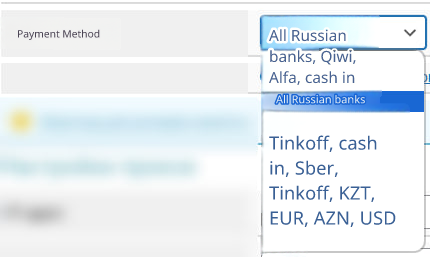 Payment Method
All Russian
banks, Qiwi,
Alfa, cash in
All Russian banks
Tinkoff, cash
in, Sber,
Tinkoff, KZT,
EUR, AZN, USD